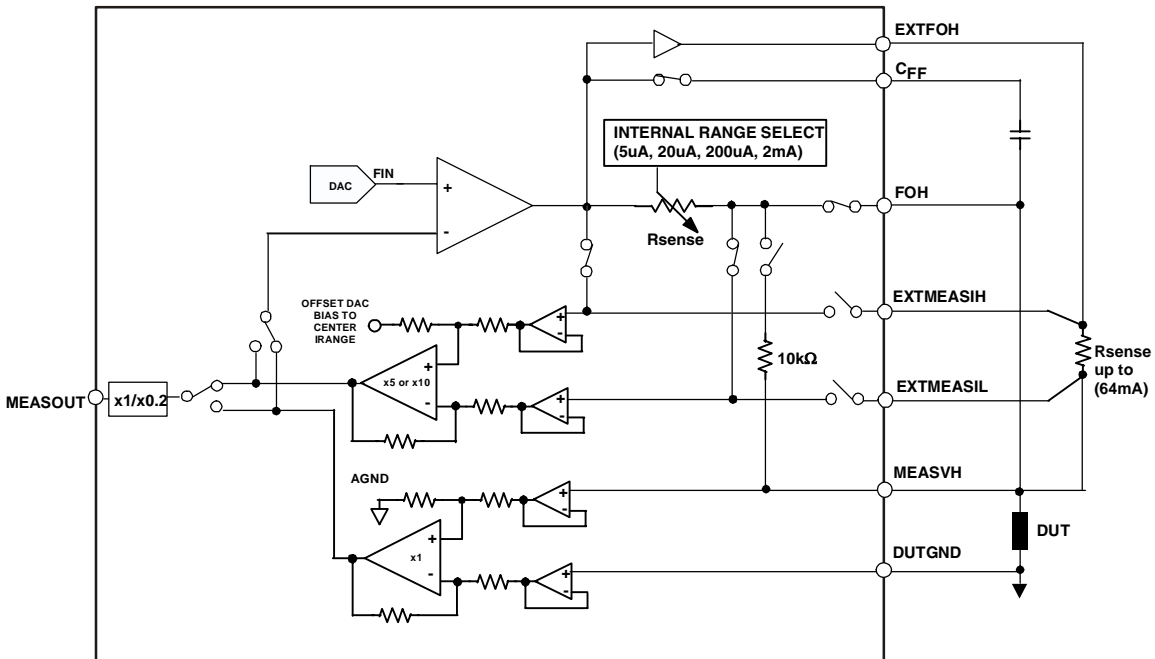 EXTFOH
CFF
INTERNAL RANGE SELECT
(5uA, 20uA, 200uA, 2mA)
DAC
FIN
+
-
FOH
Rsense
EXTMEASIH
OFFSET DAC
BIAS TO
CENTER
IRANGE
+
-
+
x5 or x10
-
10kΩ
Rsense
up to
(64mA)
MEASOUT
x1/x0.2
+
-
EXTMEASIL
AGND
+
-
MEASVH
+
x1
-
DUT
+
-
DUTGND